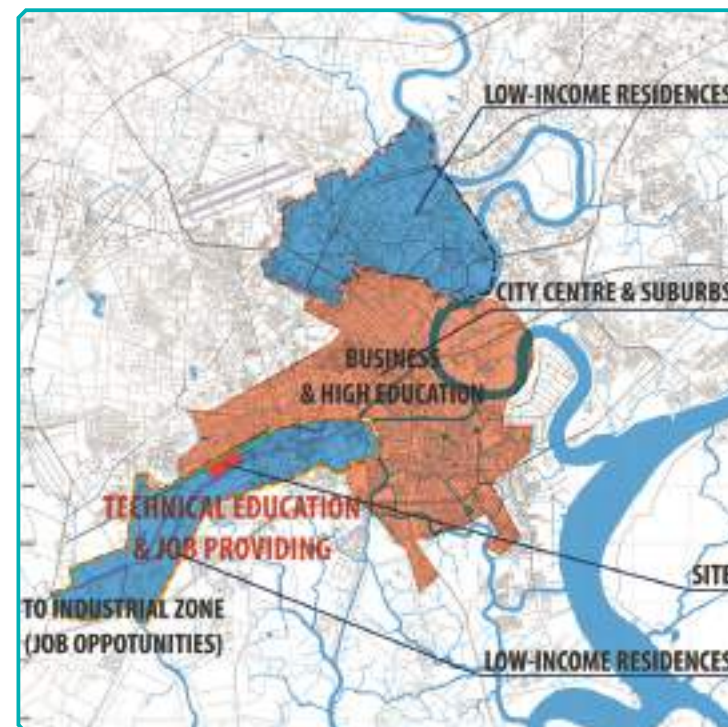 LOW-INCOME RESIDENCES
CITY CENTRE & SUBURBS
BUSINESS
& HIGH EDUCATION
TECHNICAL EDUCATION
& JOB PROVIDING
SITE
TO INDUSTRIAL ZONE
(JOB OPPOTUNITIES)
LOW-INCOME RESIDENCES